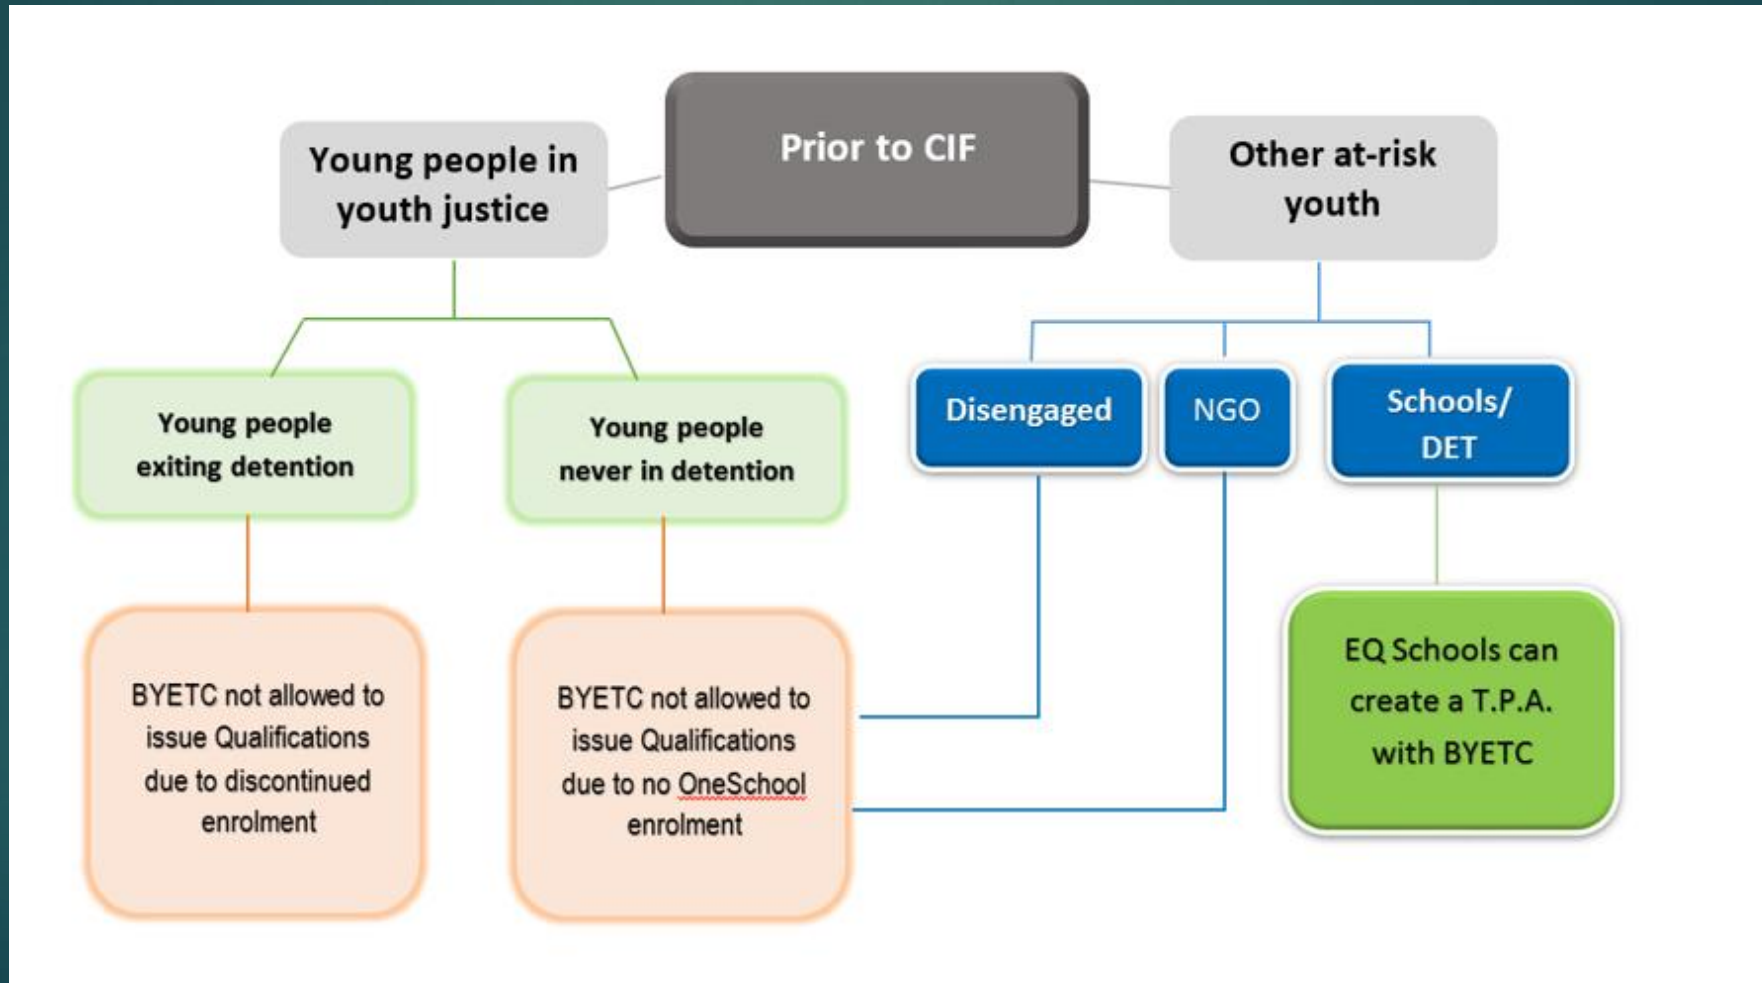 Prior to CIF
Young people in
youth justice
Other at-risk
youth
Young people
exiting detention
Young people
never in detention
Disengaged
NGO
Schools/
DET
BYETC not allowed to
issue Qualifications
due to discontinued
enrolment
BYETC not allowed to
issue Qualifications
due to no OneSchool
enrolment
EQ Schools can
create a T.P.A.
with BYETC